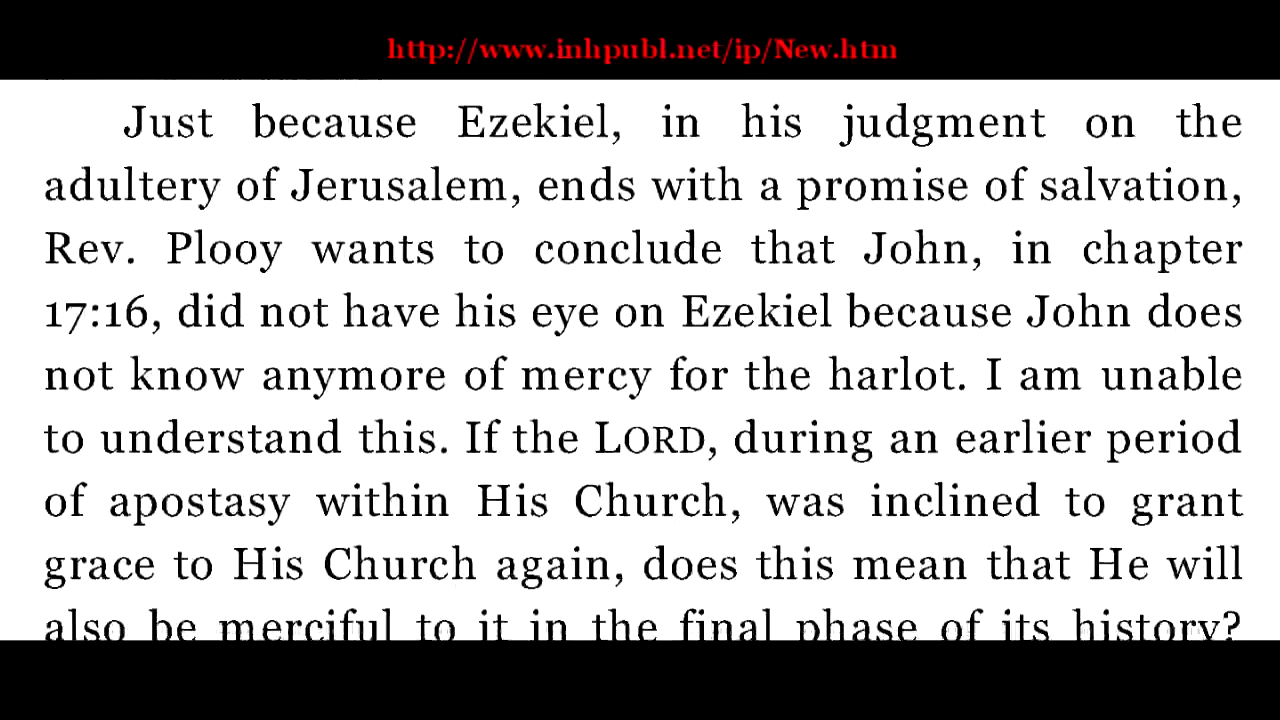 http://www.inhpubl.net/ip/New.htm
Just because Ezekiel, in his judgment on the
adultery of Jerusalem, ends with a promise of salvation,
Rev. Plooy wants to conclude that John, in chapter
17:16, did not have his eye on Ezekiel because John does
not know anymore of mercy for the harlot. I am unable
to understand this. If the LORD, during an earlier period
of apostasy within His Church, was inclined to grant
grace to His Church again, does this mean that He will
also be merciful to it in the final phase of its history?